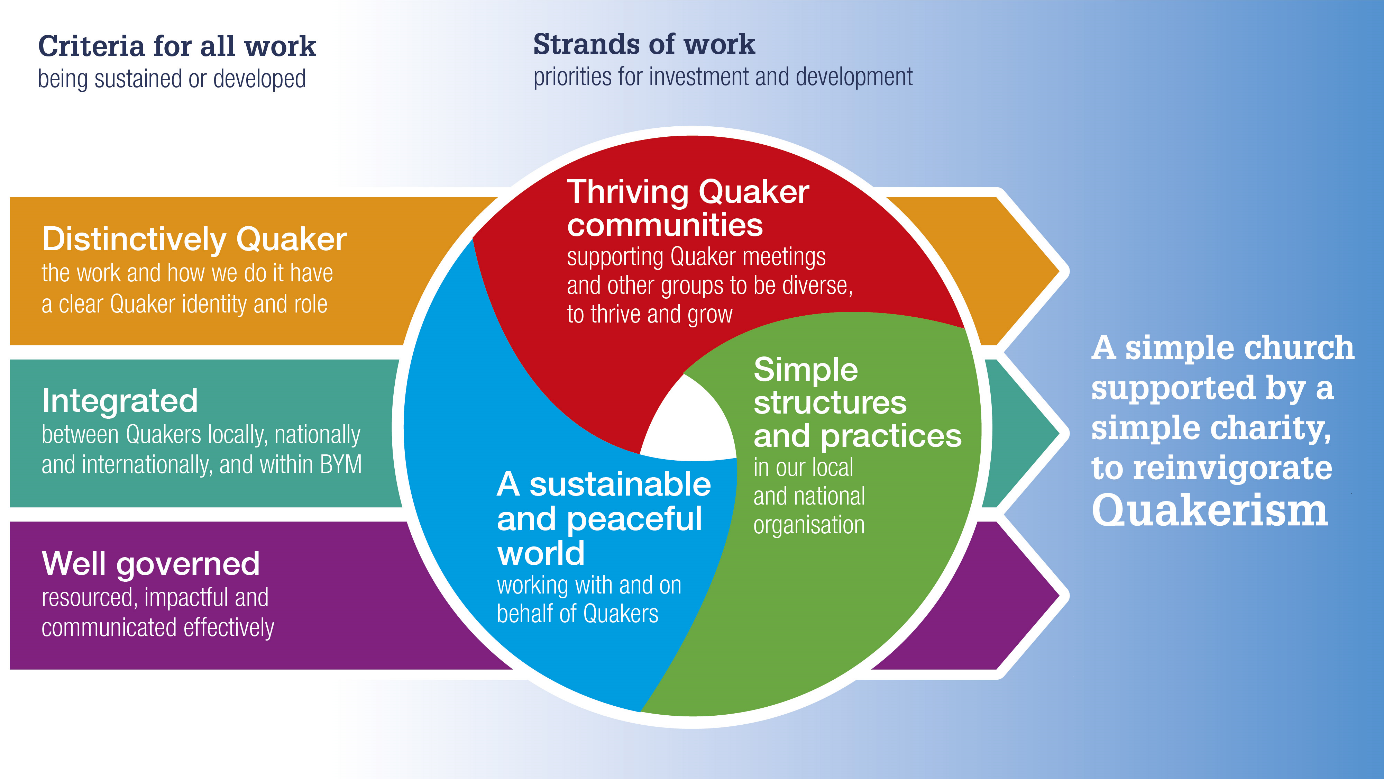 Criteria for all work
being sustained or developed
Strands of work
priorities for investment and development
Distinctively Quaker
the work and how we do it have
a clear Quaker identity and role
Integrated
between Quakers locally, nationally
and internationally, and within BYM
Well governed
resourced, impactful and
communicated effectively
Thriving Quaker
communities
supporting Quaker meetings
and other groups to be diverse,
to thrive and grow
Simple
structures
and practices
in our local
and national
organisation
A sustainable
and peaceful
world
working with and on
behalf of Quakers
A simple church
supported by a
simple charity,
to reinvigorate
Quakerism